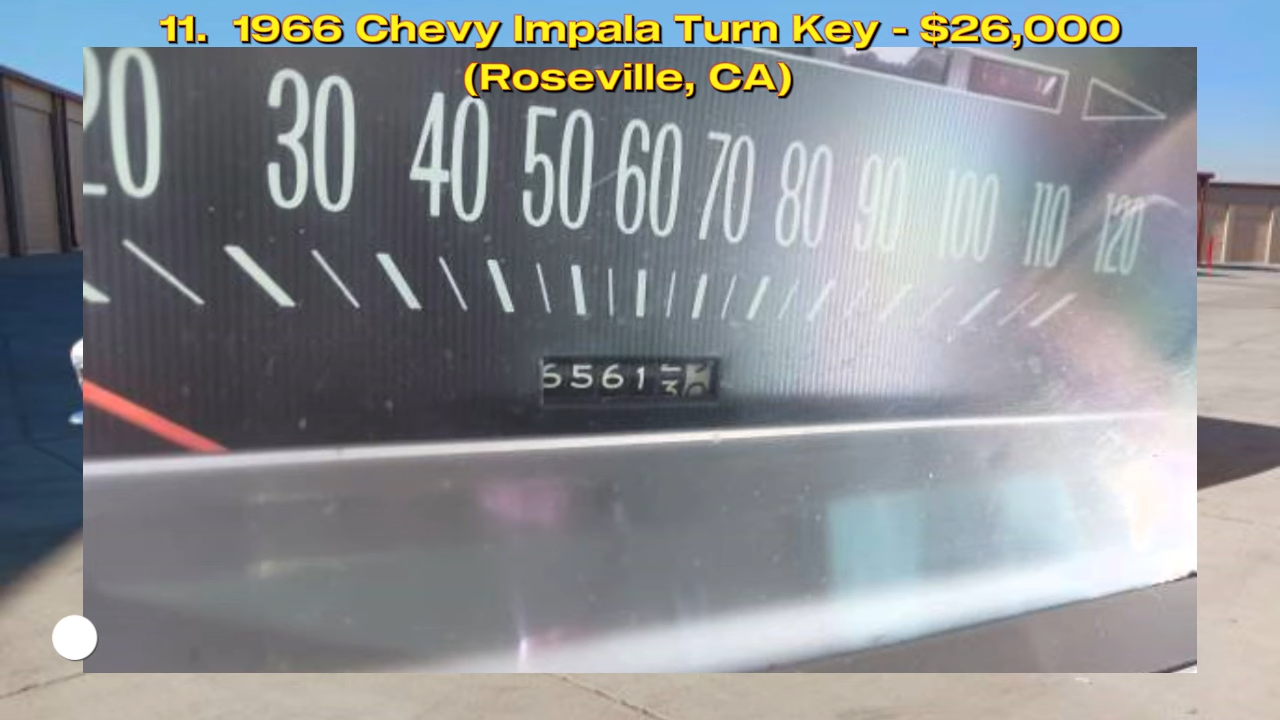 11. 1966 Chevy Impala Turn Key - $26,000
(Roseville, CA)
20 30 40 50 60 70 80 90 100 110 120
6561